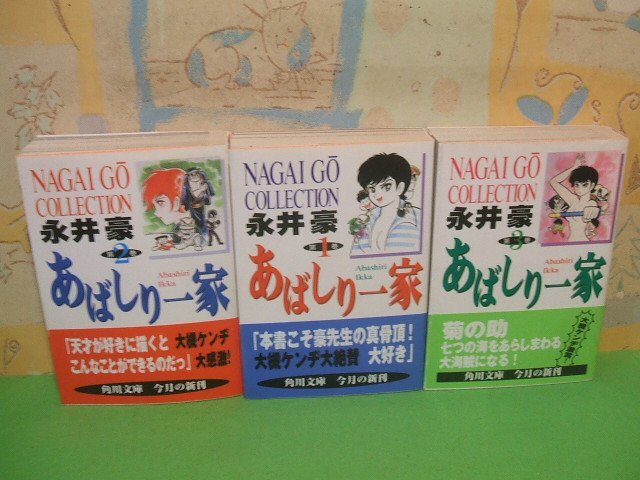 NAGAI GŌ
COLLECTION
永井豪
第2巻
Abashiri
Ikka
あばしり一家
「天才が好きに描くと
こんなことができるのだっ」
大槻ケンヂ
大感激!
角川文庫 今月の新刊
NAGAI GŌ
COLLECTION
永井豪
第1巻
Abashiri
Ikka
あばしり一家
「本書こそ豪先生の真骨頂!
大槻ケンヂ大絶賛 大好き」
角川文庫 今月の新刊
NAGAI GŌ
COLLECTION
永井豪
第3巻
Abashiri
Ikka
あばしり一家
菊の助
七つの海をあらしまわる
大海賊になる!
角川文庫 今月の新刊